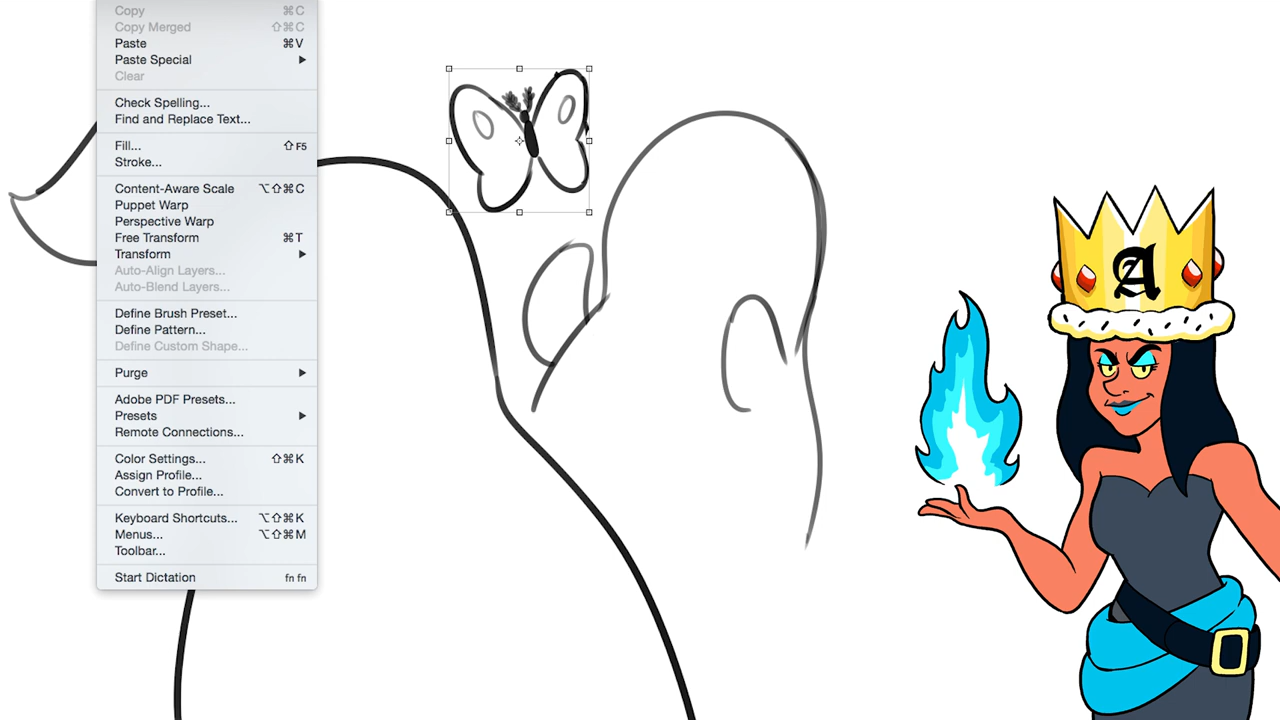 Copy ⌘C
Copy Merged ⇧⌘C
Paste ⌘V
Paste Special ▶
Clear
Check Spelling...
Find and Replace Text...
Fill... ⇧F5
Stroke...
Content-Aware Scale ⌥⇧⌘C
Puppet Warp
Perspective Warp
Free Transform ⌘T
Transform ▶
Auto-Align Layers...
Auto-Blend Layers...
Define Brush Preset...
Define Pattern...
Define Custom Shape...
Purge ▶
Adobe PDF Presets...
Presets ▶
Remote Connections...
Color Settings... ⇧⌘K
Assign Profile...
Convert to Profile...
Keyboard Shortcuts... ⌥⇧⌘K
Menus... ⌥⇧⌘M
Toolbar...
Start Dictation fn fn
A